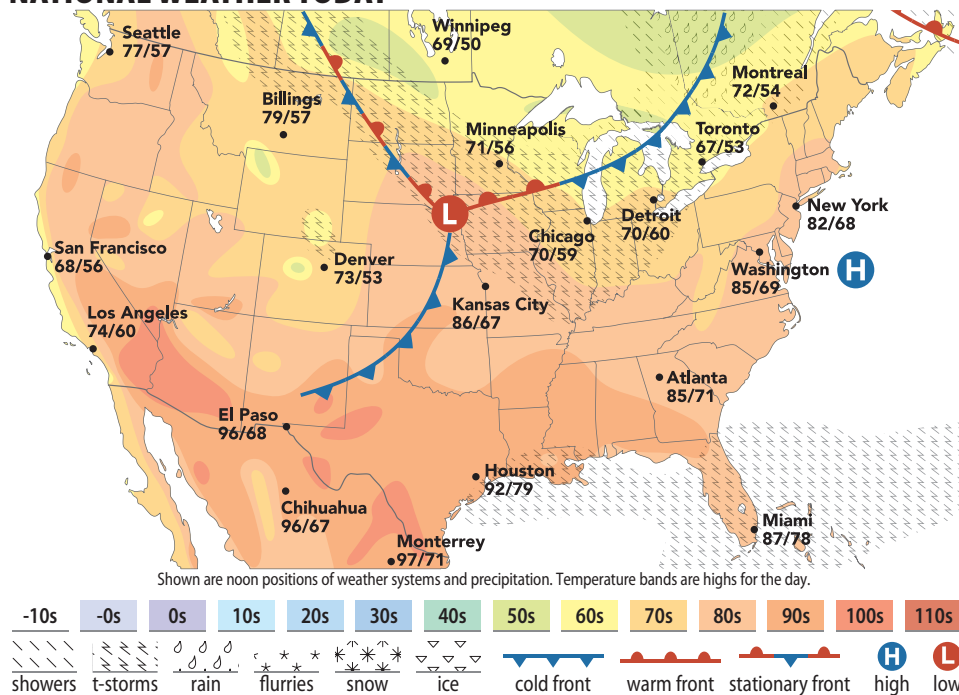 NATIONAL WEATHER TODAY
Seattle
77/57
Winnipeg
69/50
Montreal
72/54
Billings
79/57
Minneapolis
71/56
Toronto
67/53
L
New York
82/68
Detroit
70/60
Chicago
70/59
San Francisco
68/56
Denver
73/53
Washington
85/69
H
Kansas City
86/67
Los Angeles
74/60
Atlanta
85/71
El Paso
96/68
Houston
92/79
Chihuahua
96/67
Miami
87/78
Monterrey
97/71
Shown are noon positions of weather systems and precipitation. Temperature bands are highs for the day.
-10s -0s 0s 10s 20s 30s 40s 50s 60s 70s 80s 90s 100s 110s
H L
showers t-storms rain flurries snow ice cold front warm front stationary front high low